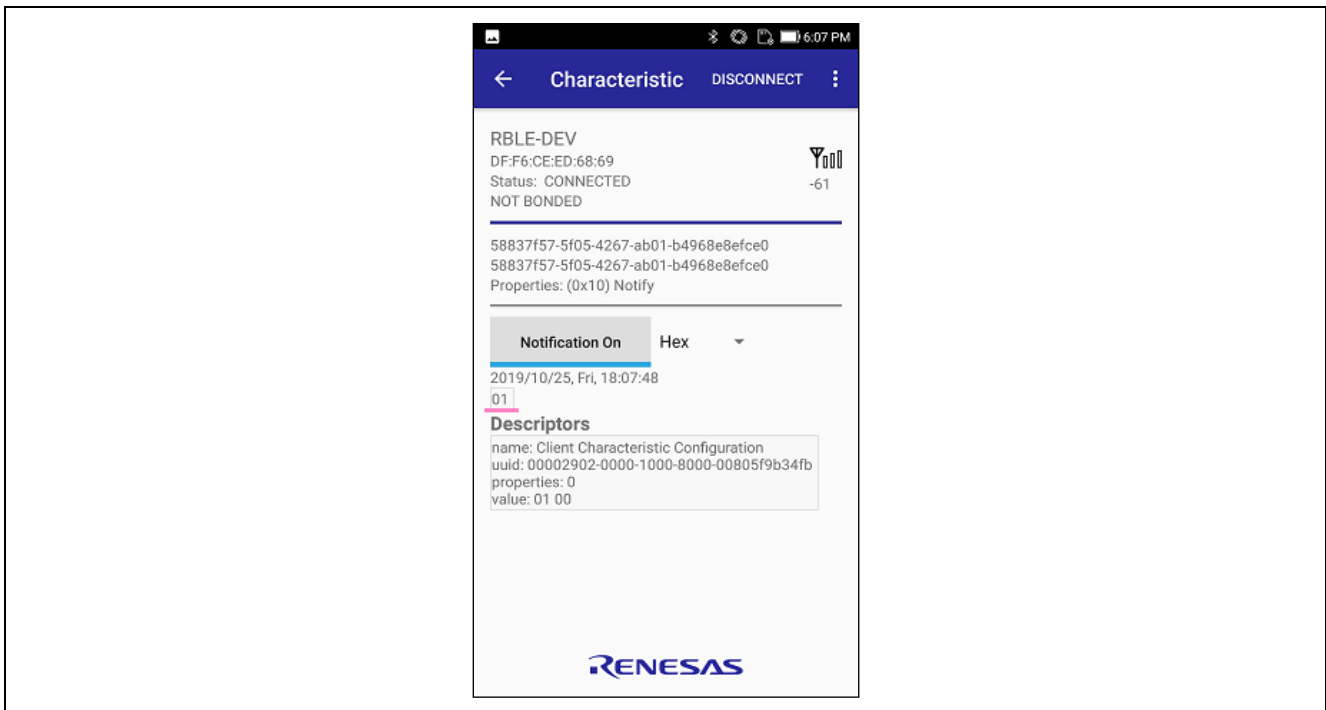 6:07 PM
Characteristic DISCONNECT
RBLE-DEV
DF:F6:CE:ED:68:69
Status: CONNECTED
-61
NOT BONDED
58837f57-5f05-4267-ab01-b4968e8efce0
58837f57-5f05-4267-ab01-b4968e8efce0
Properties: (0x10) Notify
Notification On Hex
2019/10/25, Fri, 18:07:48
01
Descriptors
name: Client Characteristic Configuration
uuid: 00002902-0000-1000-8000-00805f9b34fb
properties: 0
value: 01 00
RENESAS